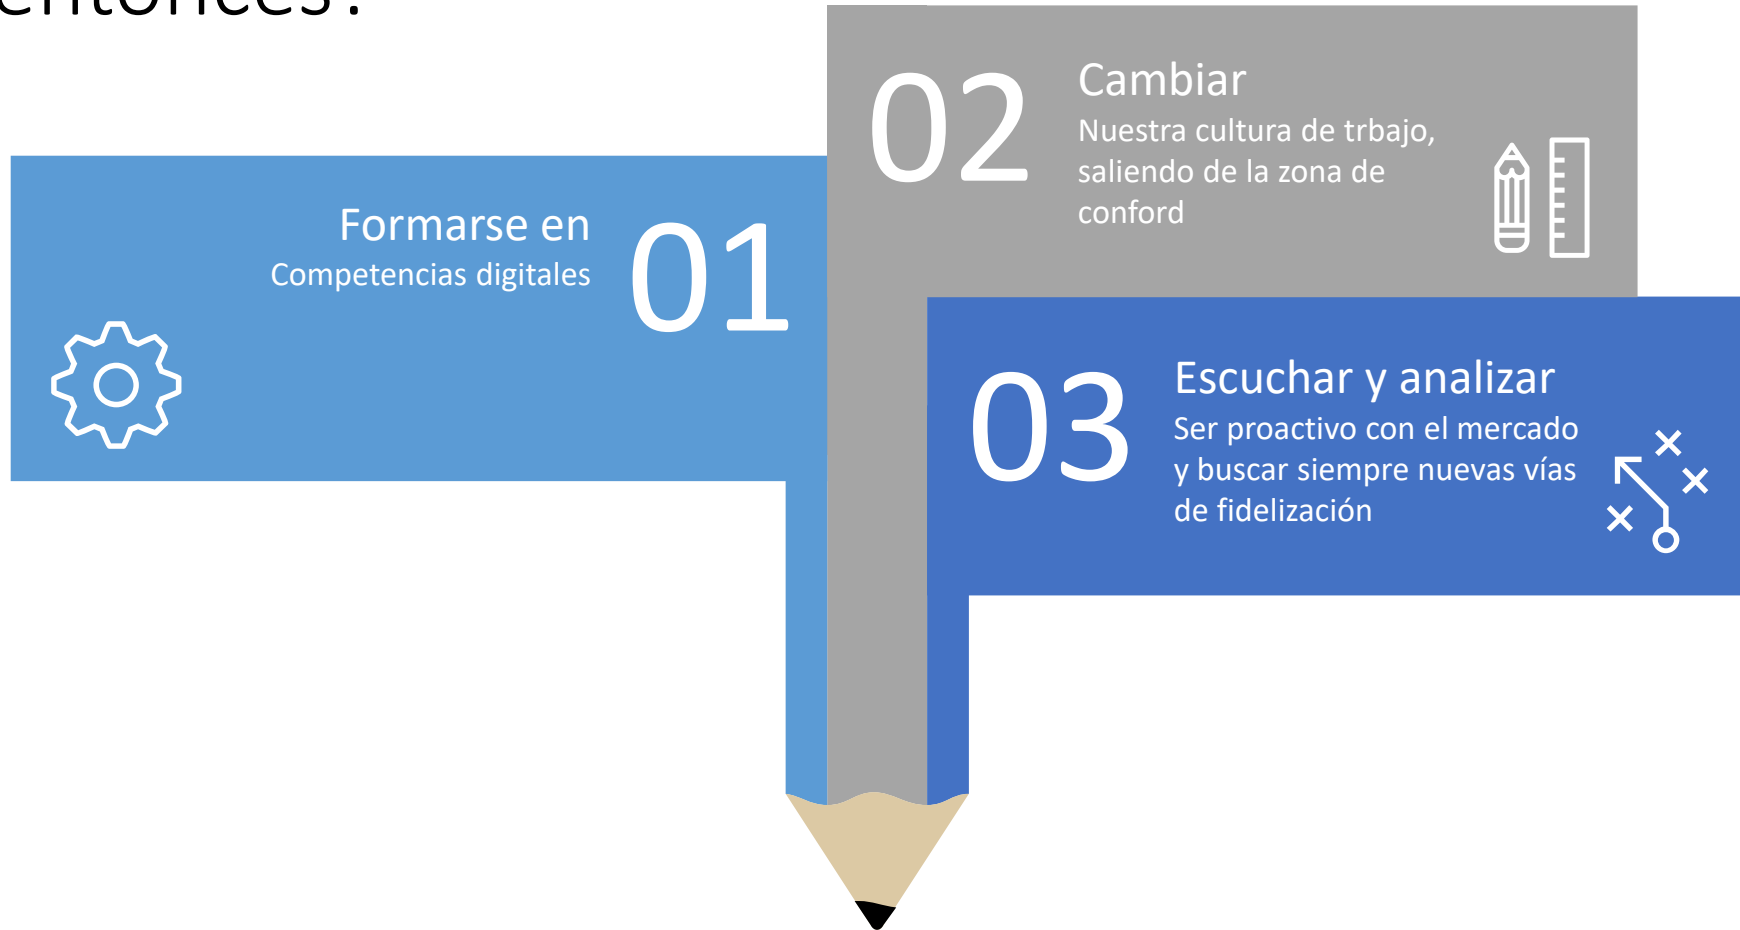 entonces?
01
Formarse en
Competencias digitales
02
Cambiar
Nuestra cultura de trbajo,
saliendo de la zona de
conford
03
Escuchar y analizar
Ser proactivo con el mercado
y buscar siempre nuevas vías
de fidelización